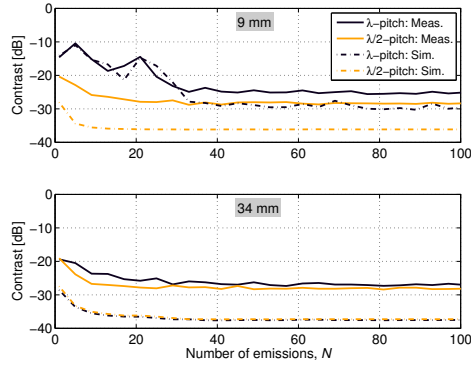 9 mm
λ−pitch: Meas.
λ/2−pitch: Meas.
λ−pitch: Sim.
λ/2−pitch: Sim.
Contrast [dB]
0
−10
−20
−30
−40
0 20 40 60 80 100
34 mm
Contrast [dB]
0
−10
−20
−30
−40
0 20 40 60 80 100
Number of emissions, N